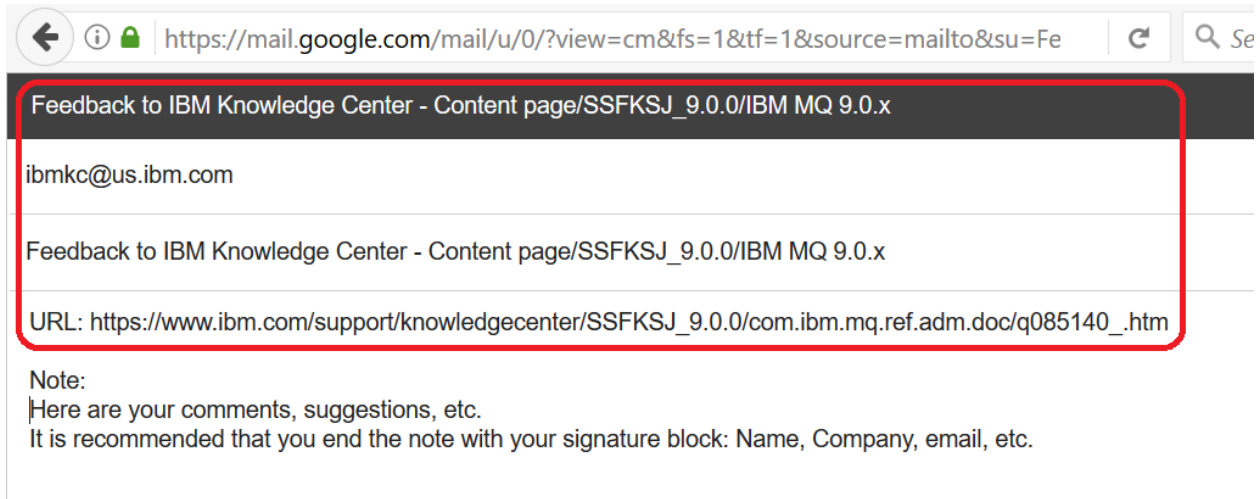 https://mail.google.com/mail/u/0/?view=cm&fs=1&tf=1&source=mailto&su=Fe
Feedback to IBM Knowledge Center - Content page/SSFKSJ_9.0.0/IBM MQ 9.0.x
ibmkc@us.ibm.com
Feedback to IBM Knowledge Center - Content page/SSFKSJ_9.0.0/IBM MQ 9.0.x
URL: https://www.ibm.com/support/knowledgecenter/SSFKSJ_9.0.0/com.ibm.mq.ref.adm.doc/q085140_.htm
Note:
Here are your comments, suggestions, etc.
It is recommended that you end the note with your signature block: Name, Company, email, etc.